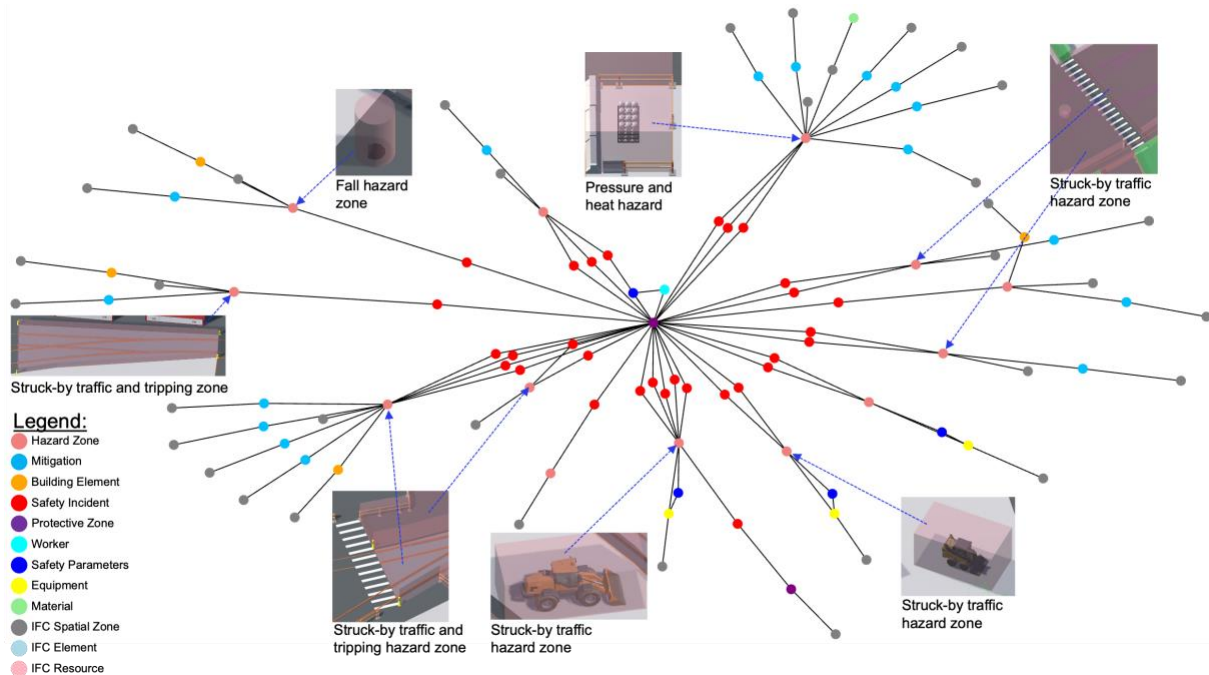 Fall hazard
zone
Pressure and
heat hazard
Struck-by traffic
hazard zone
Struck-by traffic and tripping zone
Legend:
Hazard Zone
Mitigation
Building Element
Safety Incident
Protective Zone
Worker
Safety Parameters
Equipment
Material
IFC Spatial Zone
IFC Element
IFC Resource
Struck-by traffic and
tripping hazard zone
Struck-by traffic
hazard zone
Struck-by traffic
hazard zone